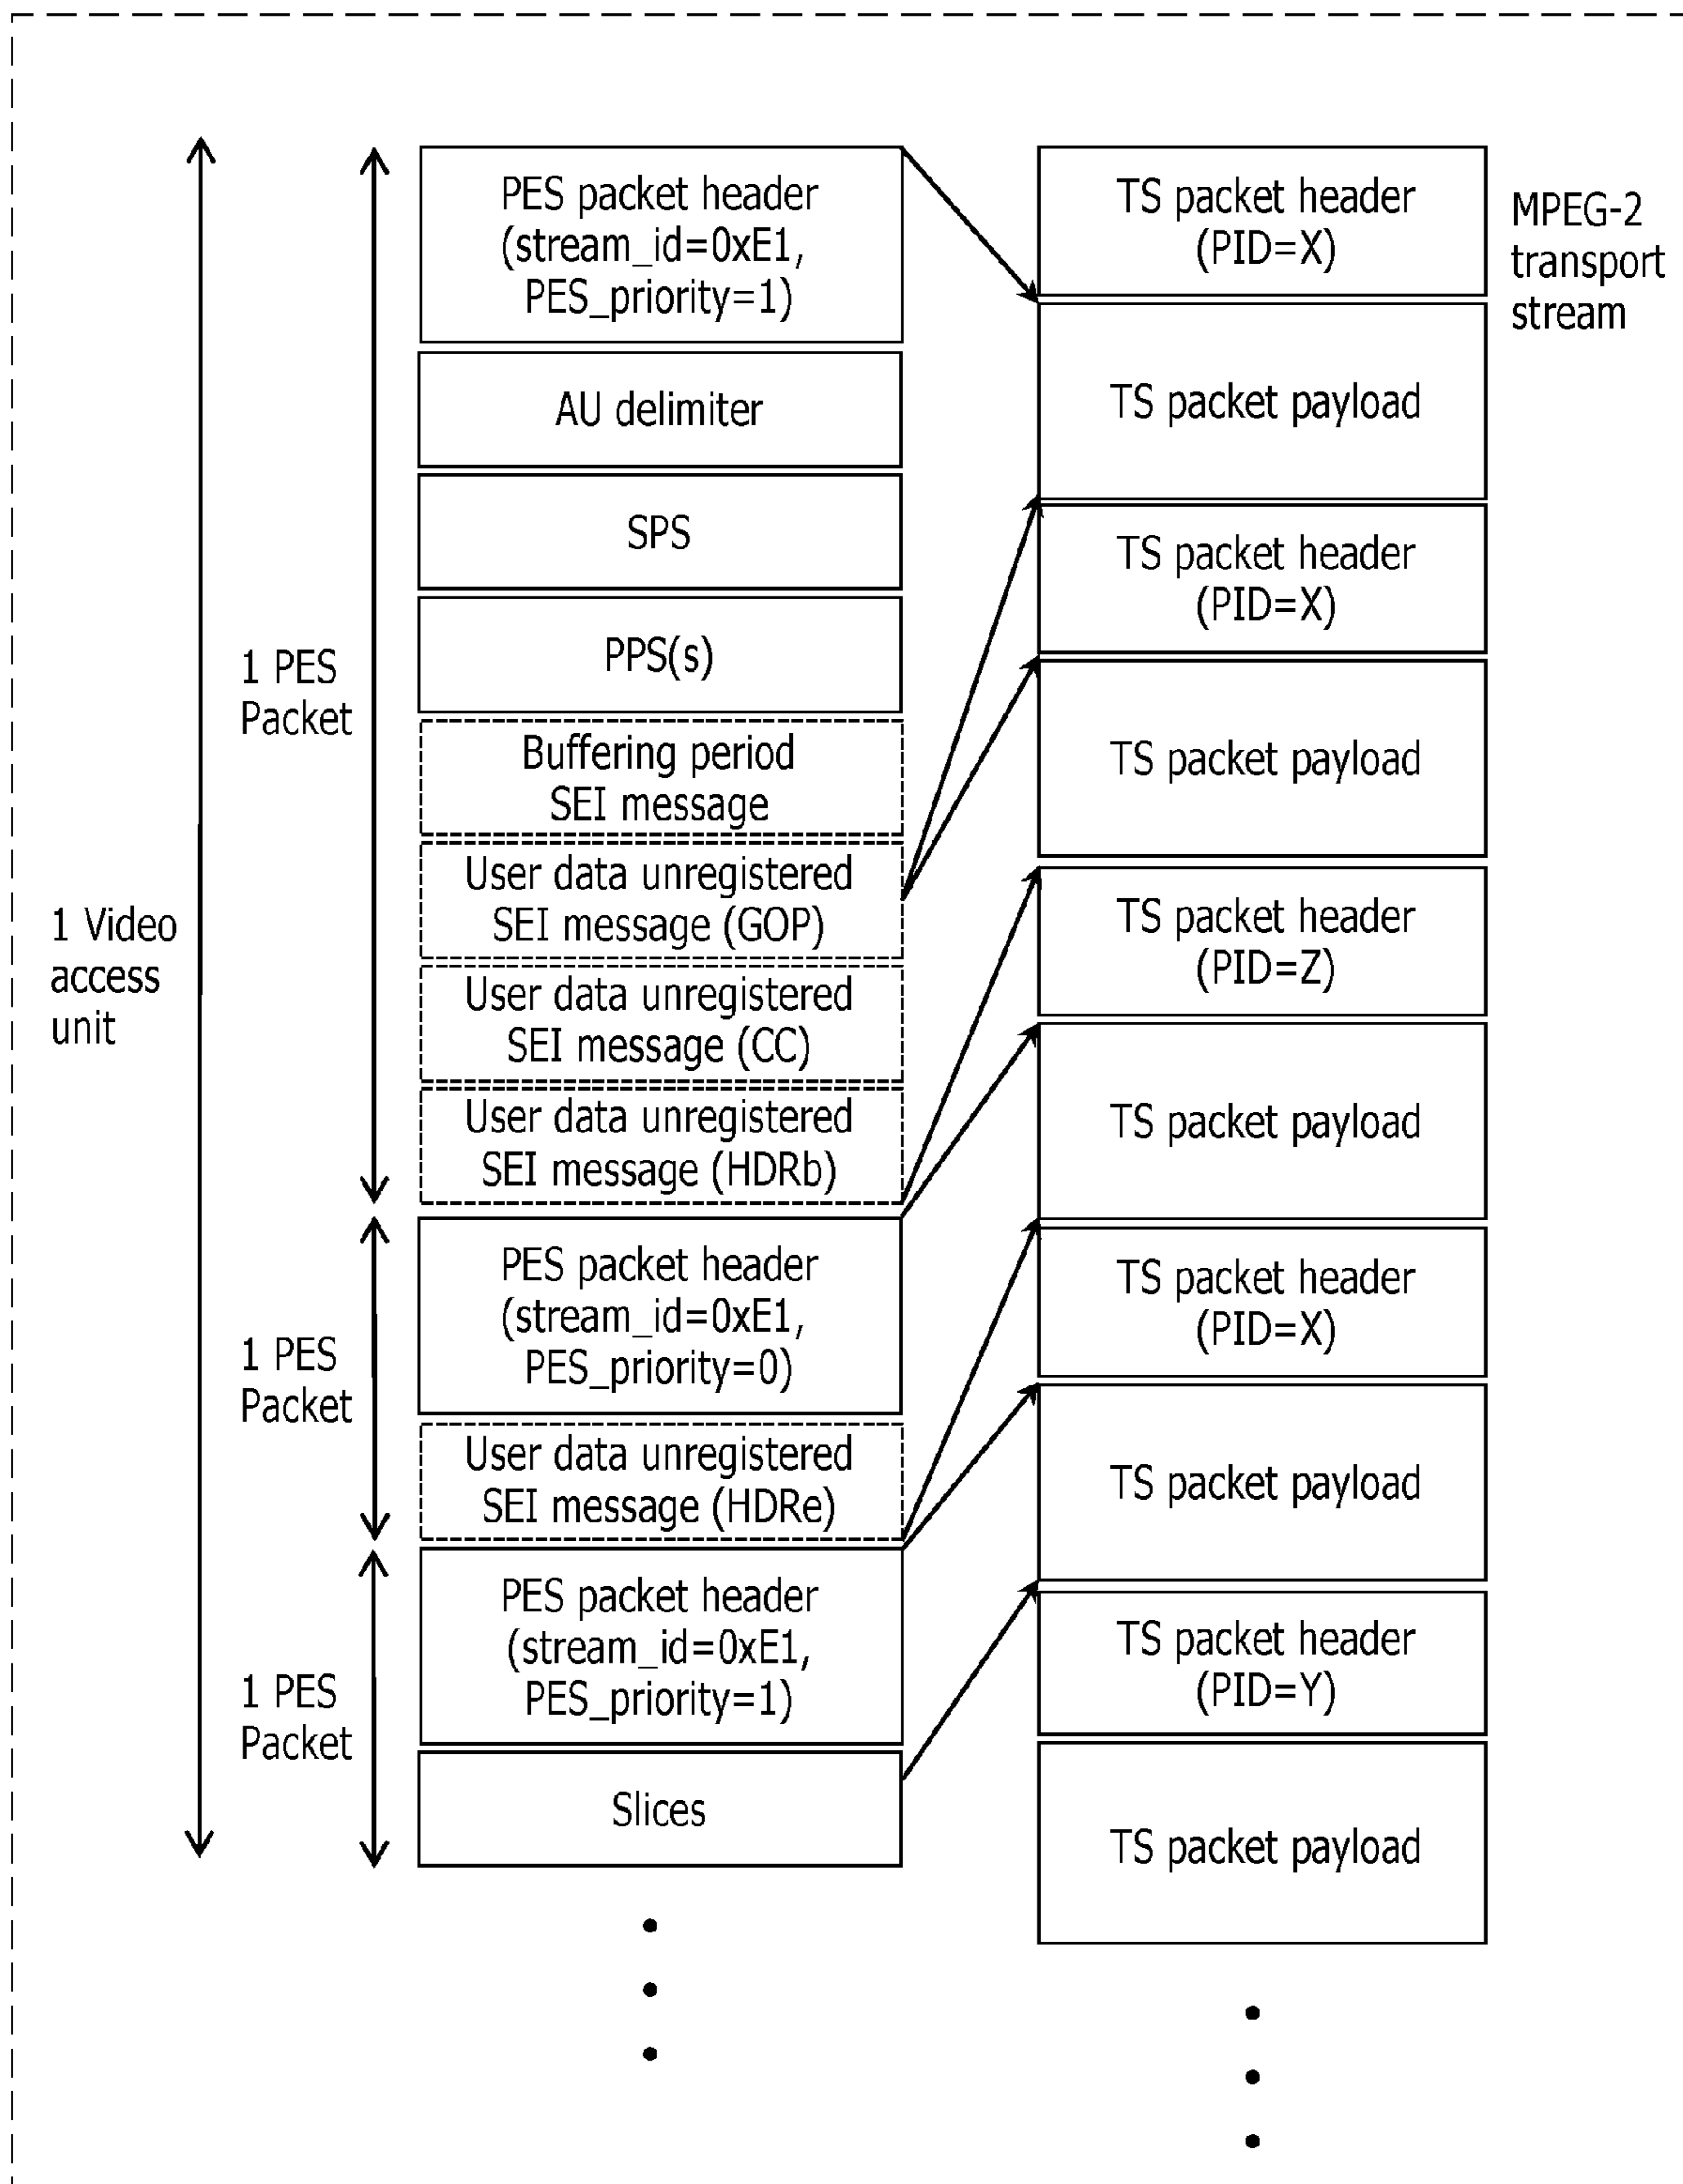 1 Video
access
unit
1 PES
Packet
1 PES
Packet
1 PES
Packet
PES packet header
(stream_id=0xE1,
PES_priority=1)
AU delimiter
SPS
PPS(s)
Buffering period
SEI message
User data unregistered
SEI message (GOP)
User data unregistered
SEI message (CC)
User data unregistered
SEI message (HDRb)
PES packet header
(stream_id=0xE1,
PES_priority=0)
User data unregistered
SEI message (HDRe)
PES packet header
(stream_id=0xE1,
PES_priority=1)
Slices
TS packet header
(PID=X)
TS packet payload
TS packet header
(PID=X)
TS packet payload
TS packet header
(PID=Z)
TS packet payload
TS packet header
(PID=X)
TS packet payload
TS packet header
(PID=Y)
TS packet payload
MPEG-2
transport
stream